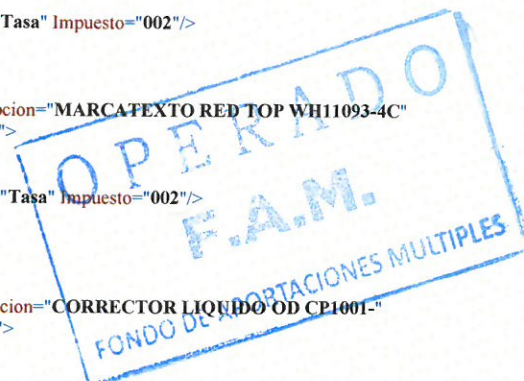 Tasa" Impuesto="002"/>
cion="MARCATEXTO RED TOP WH11093-4C"
">
"Tasa" Impuesto="002"/>
cion="CORRECTOR LIQUIDO OD CP1001-"
">
OPERADO
F.A.M.
FONDO DE APORTACIONES MULTIPLES